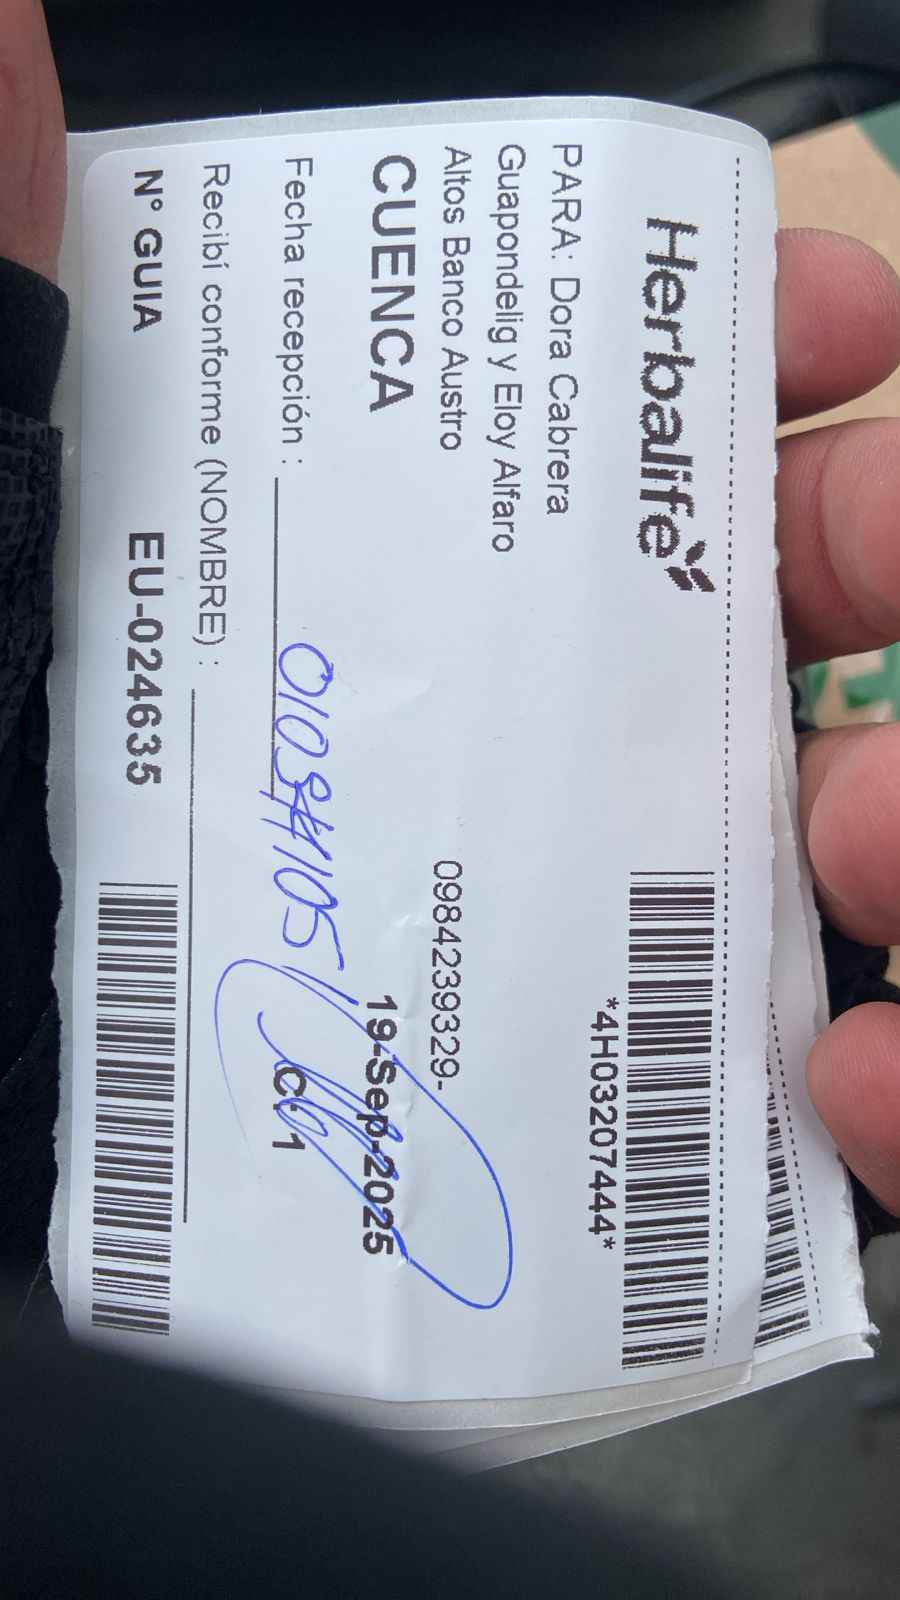 Herbalife
*4H03207444*
PARA: Dora Cabrera
Guapondelig y Eloy Alfaro
Altos Banco Austro
0984239329-
CUENCA
19-Sep-2025
Fecha recepción :
C:1
Recibí conforme (NOMBRE) :
N° GUIA EU-024635